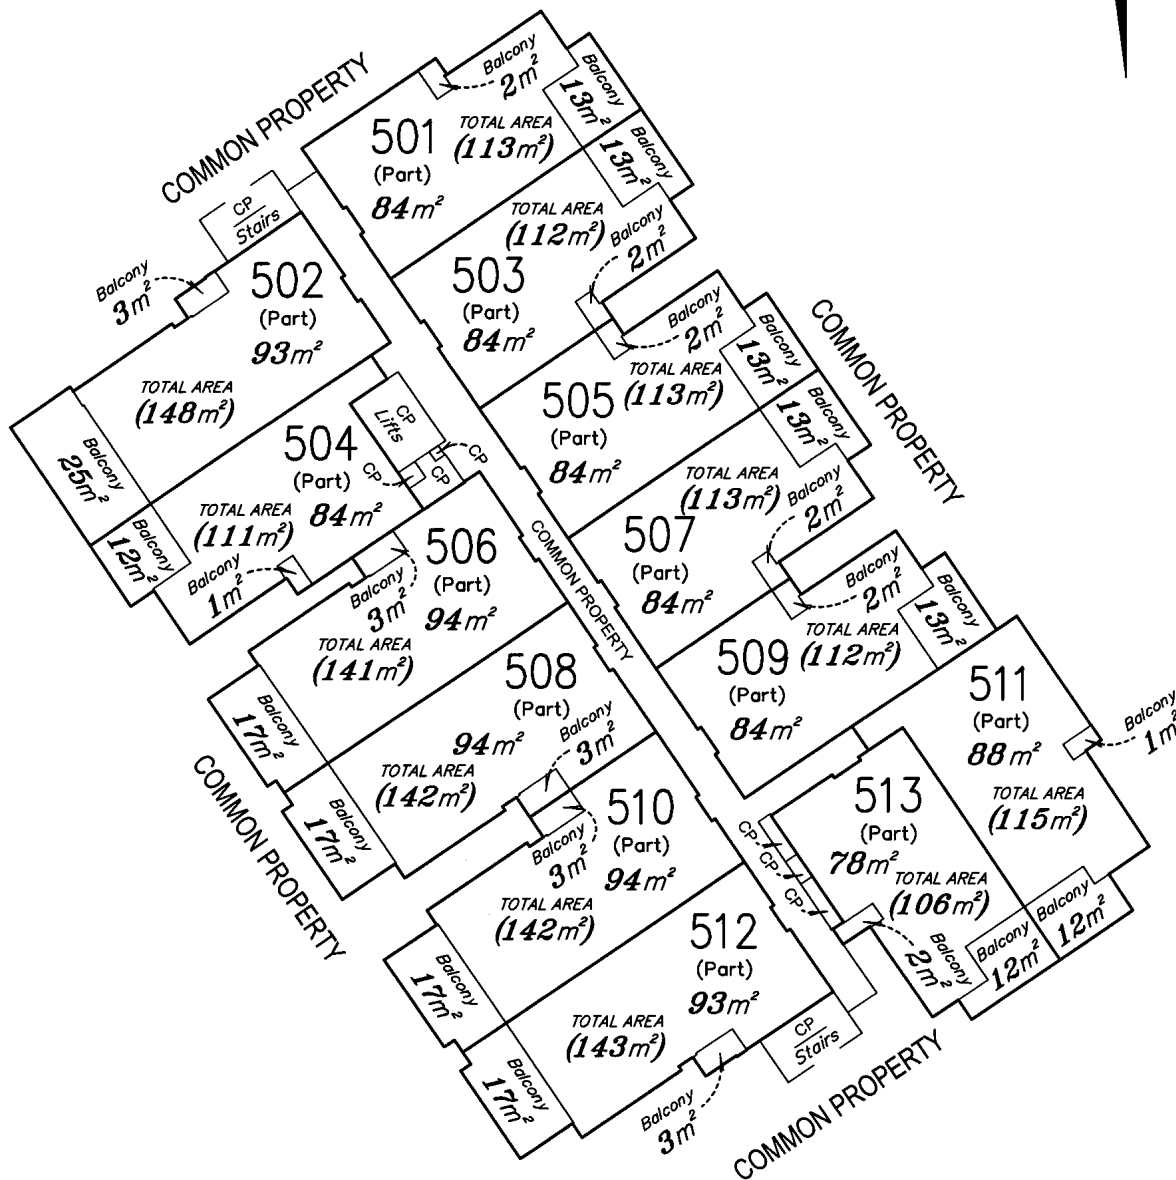 COMMON PROPERTY
Balcony
2m²
Balcony
13m²
501
(Part)
84m²
TOTAL AREA
(113m²)
Balcony
13m²
CP
Stairs
TOTAL AREA
(112m²)
Balcony
2m²
503
(Part)
84m²
Balcony
3m²
502
(Part)
93m²
TOTAL AREA
(148m²)
Balcony
25m²
Balcony
2m²
COMMON PROPERTY
Balcony
13m²
505
(Part)
84m²
TOTAL AREA
(113m²)
Balcony
13m²
CP
Lifts
CP
CP
CP
504
(Part)
84m²
TOTAL AREA
(111m²)
Balcony
12m²
Balcony
1m²
TOTAL AREA
(113m²)
Balcony
2m²
507
(Part)
84m²
COMMON PROPERTY
506
(Part)
94m²
Balcony
3m²
TOTAL AREA
(141m²)
Balcony
17m²
Balcony
2m²
Balcony
13m²
509
(Part)
84m²
TOTAL AREA
(112m²)
508
(Part)
94m²
TOTAL AREA
(142m²)
Balcony
3m²
Balcony
17m²
COMMON PROPERTY
511
(Part)
88m²
TOTAL AREA
(115m²)
Balcony
1m²
Balcony
12m²
510
(Part)
94m²
Balcony
3m²
TOTAL AREA
(142m²)
Balcony
17m²
513
(Part)
78m²
TOTAL AREA
(106m²)
CP
CP
CP
Balcony
2m²
Balcony
12m²
512
(Part)
93m²
TOTAL AREA
(143m²)
Balcony
17m²
Balcony
3m²
CP
Stairs
COMMON PROPERTY